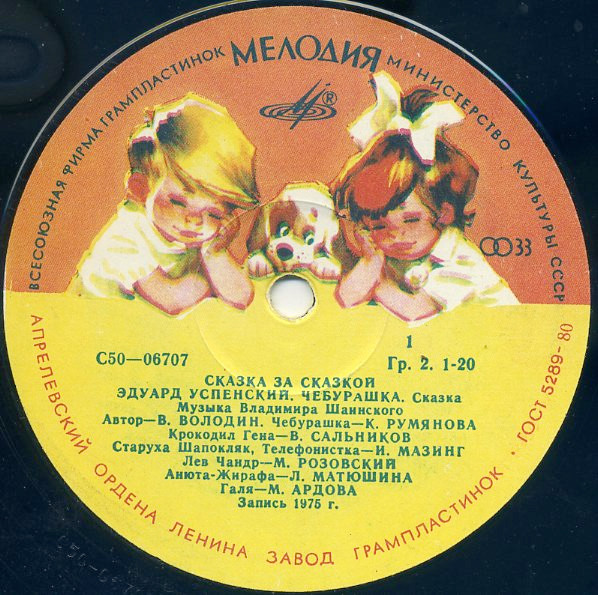 ВСЕСОЮЗНАЯ ФИРМА ГРАМПЛАСТИНОК МЕЛОДИЯ МИНИСТЕРСТВО КУЛЬТУРЫ СССР
®
33
С50—06707
1
Гр. 2. 1-20
СКАЗКА ЗА СКАЗКОЙ
ЭДУАРД УСПЕНСКИЙ. ЧЕБУРАШКА. Сказка
Музыка Владимира Шаинского
Автор—В. ВОЛОДИН. Чебурашка—К. РУМЯНОВА
Крокодил Гена—В. САЛЬНИКОВ
Старуха Шапокляк, Телефонистка—И. МАЗИНГ
Лев Чандр—М. РОЗОВСКИЙ
Анюта-Жирафа—Л. МАТЮШИНА
Галя—М. АРДОВА
Запись 1975 г.
АПРЕЛЕВСКИЙ ОРДЕНА ЛЕНИНА ЗАВОД ГРАМПЛАСТИНОК · ГОСТ 5289-80